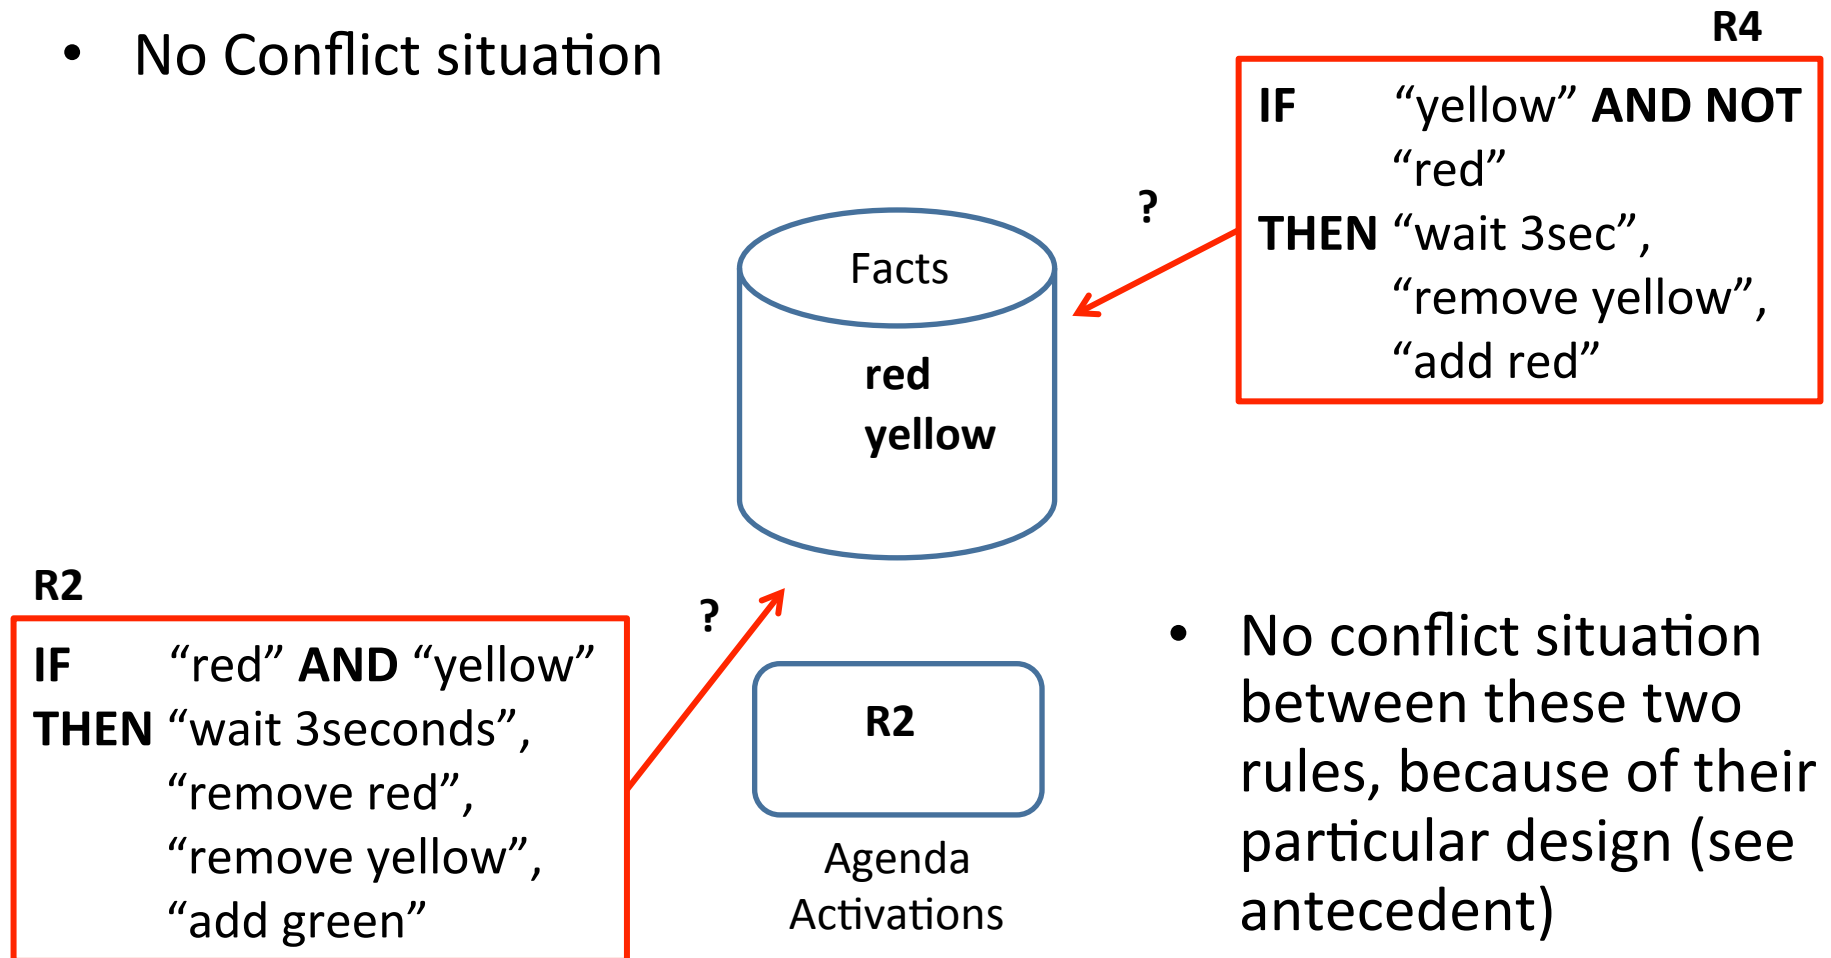 • No Conflict situation
R4
IF "yellow" AND NOT
"red"
THEN "wait 3sec",
"remove yellow",
"add red"
?
Facts
red
yellow
R2
IF "red" AND "yellow"
THEN "wait 3seconds",
"remove red",
"remove yellow",
"add green"
?
R2
Agenda
Activations
• No conflict situation
between these two
rules, because of their
particular design (see
antecedent)